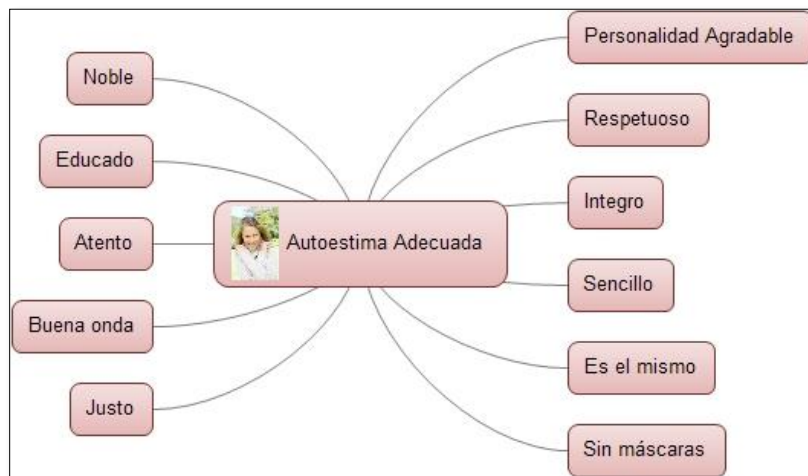 Autoestima Adecuada
Noble
Educado
Atento
Buena onda
Justo
Personalidad Agradable
Respetuoso
Integro
Sencillo
Es el mismo
Sin máscaras